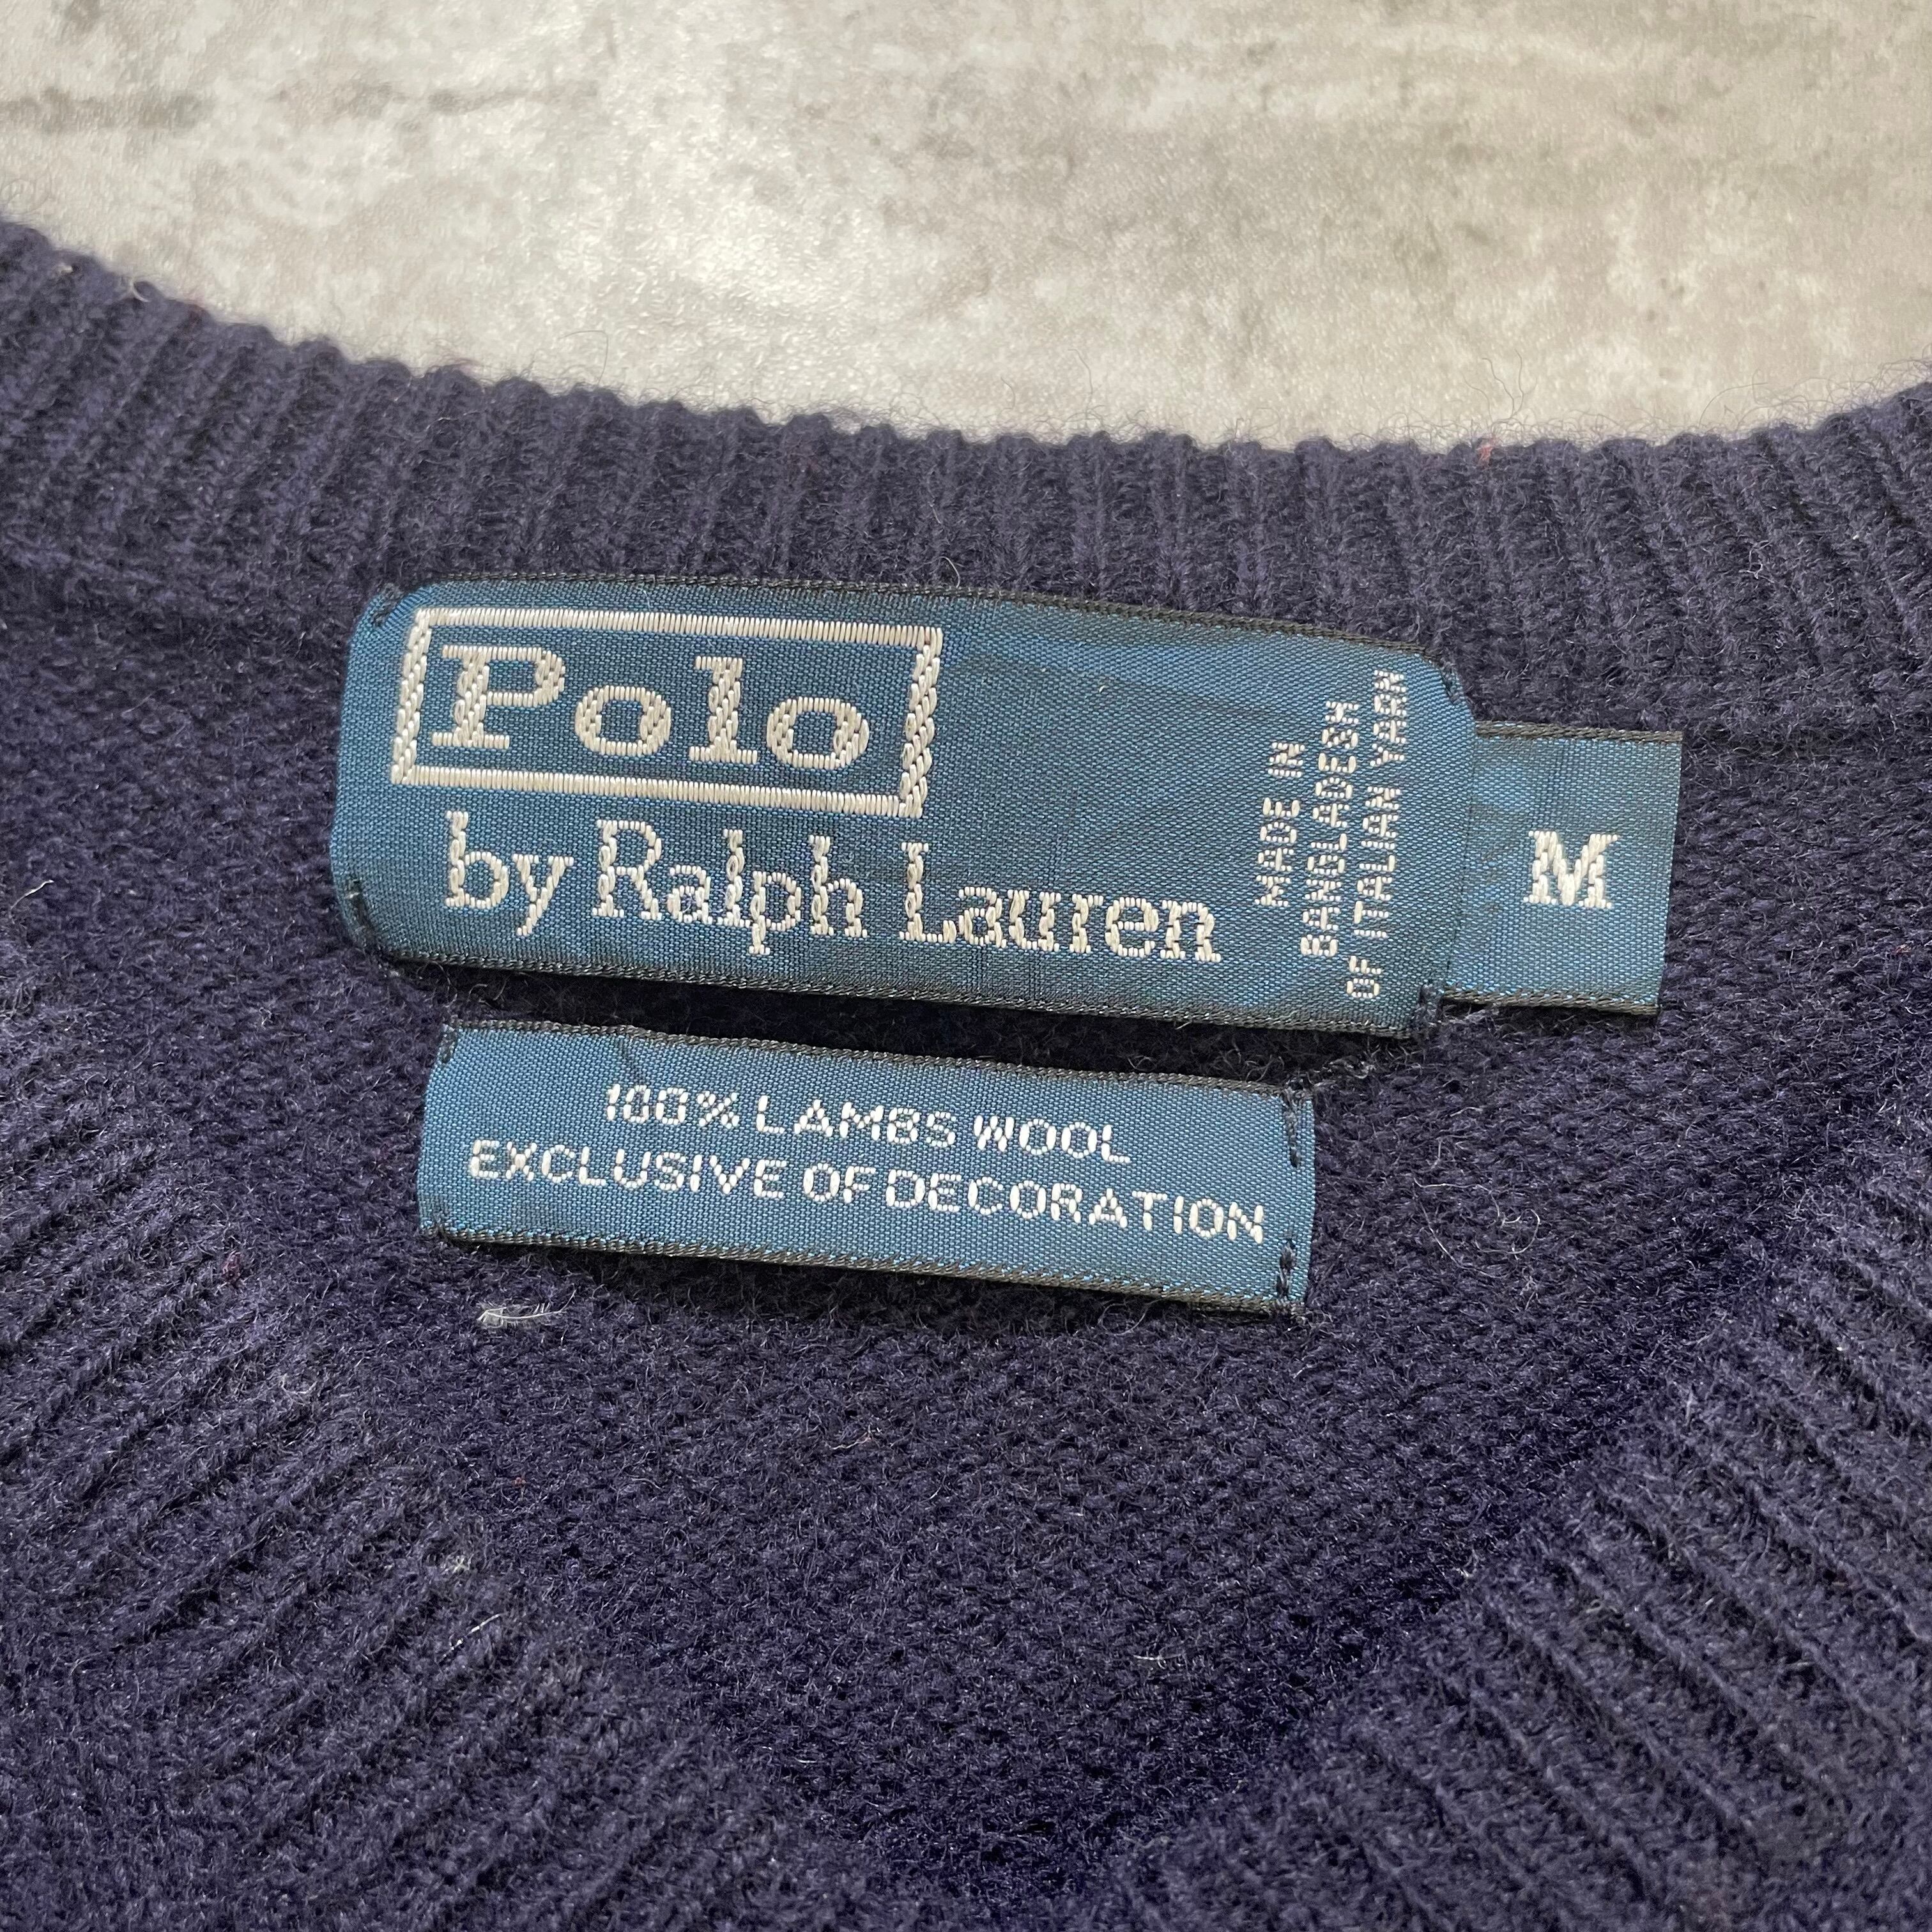 Polo
by Ralph Lauren
MADE IN
BANGLADESH
OF ITALIAN YARN
M
100% LAMBS WOOL
EXCLUSIVE OF DECORATION